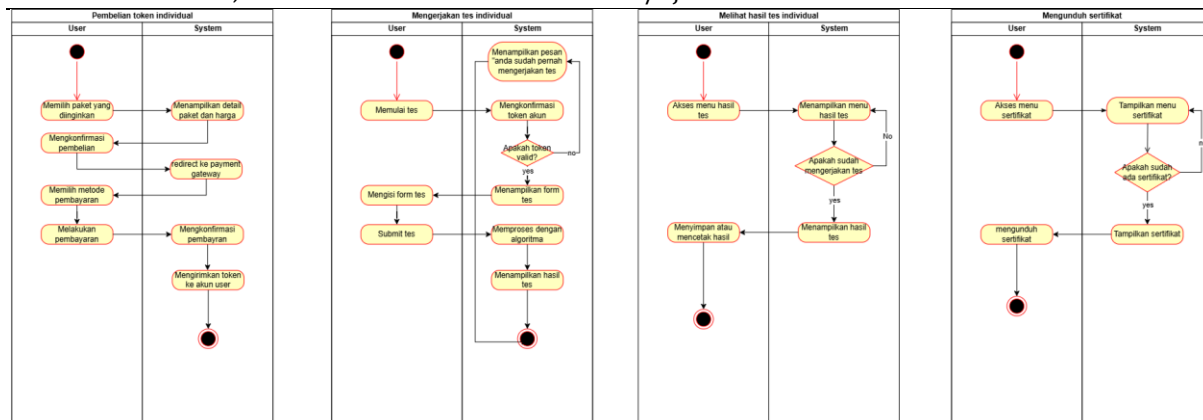 Pembelian token individual
User
System
Memilih paket yang
diinginkan
Menampilkan detail
paket dan harga
Mengkonfirmasi
pembelian
redirect ke payment
gateway
Memilih metode
pembayaran
Melakukan
pembayaran
Mengkonfirmasi
pembayran
Mengirimkan token
ke akun user
Mengerjakan tes individual
User
System
Menampilkan pesan
"anda sudah pernah
mengerjakan tes
Memulai tes
Mengkonfirmasi
token akun
Apakah token
valid?
no
yes
Mengisi form tes
Menampilkan form
tes
Submit tes
Memproses dengan
algoritma
Menampilkan hasil
tes
Melihat hasil tes individual
User
System
Akses menu hasil
tes
Menampilkan menu
hasil tes
No
Apakah sudah
mengerjakan tes
yes
Menyimpan atau
mencetak hasil
Menampilkan hasil
tes
Mengunduh sertifikat
User
System
Akses menu
sertifikat
Tampilkan menu
sertifikat
Apakah sudah
ada sertifikat?
yes
mengunduh
sertifikat
Tampilkan sertifikat